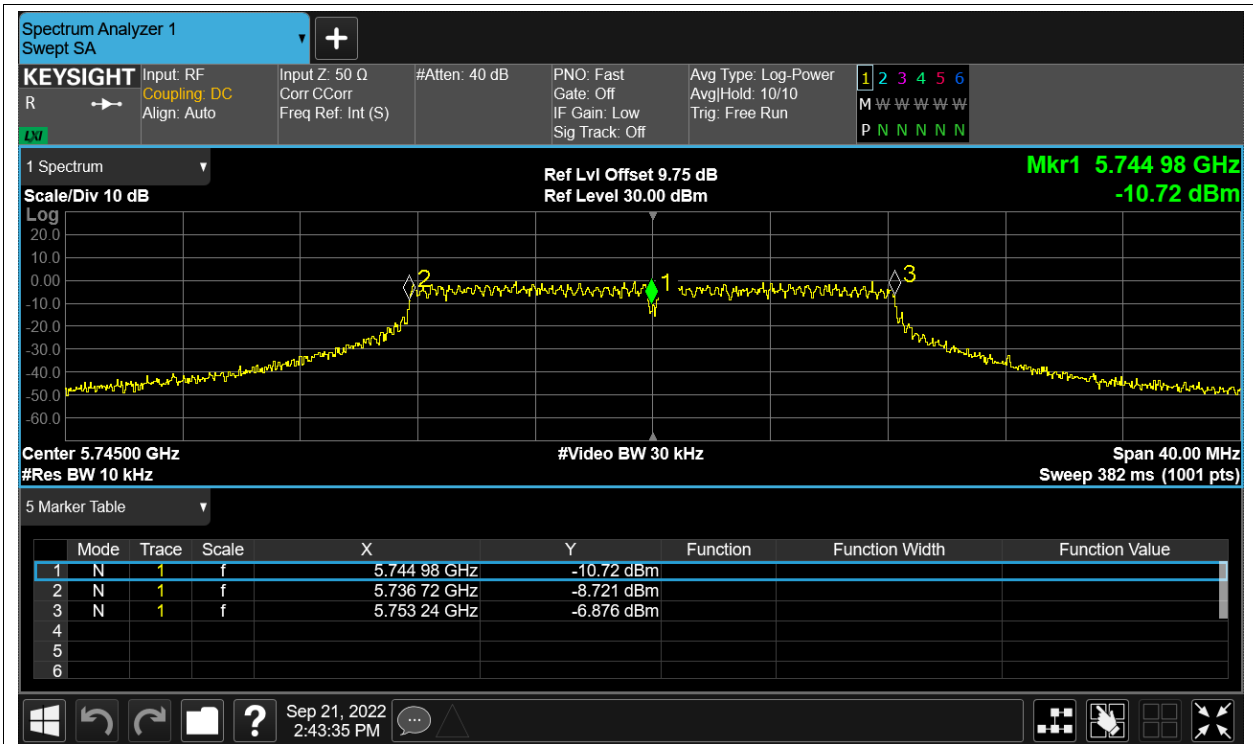 Spectrum Analyzer 1
Swept SA
KEYSIGHT
R
LXI
Input: RF
Coupling: DC
Align: Auto
Input Z: 50 Ω
Corr CCorr
Freq Ref: Int (S)
#Atten: 40 dB
PNO: Fast
Gate: Off
IF Gain: Low
Sig Track: Off
Avg Type: Log-Power
Avg|Hold: 10/10
Trig: Free Run
1 2 3 4 5 6
M W W W W W
P N N N N N
1 Spectrum
Scale/Div 10 dB
Ref Lvl Offset 9.75 dB
Ref Level 30.00 dBm
Mkr1 5.744 98 GHz
-10.72 dBm
Log
20.0
10.0
0.00
-10.0
-20.0
-30.0
-40.0
-50.0
-60.0
2
1
3
Center 5.74500 GHz
#Res BW 10 kHz
#Video BW 30 kHz
Span 40.00 MHz
Sweep 382 ms (1001 pts)
5 Marker Table
Mode Trace Scale X Y Function Function Width Function Value
1 N 1 f 5.744 98 GHz -10.72 dBm
2 N 1 f 5.736 72 GHz -8.721 dBm
3 N 1 f 5.753 24 GHz -6.876 dBm
4
5
6
?
Sep 21, 2022
2:43:35 PM